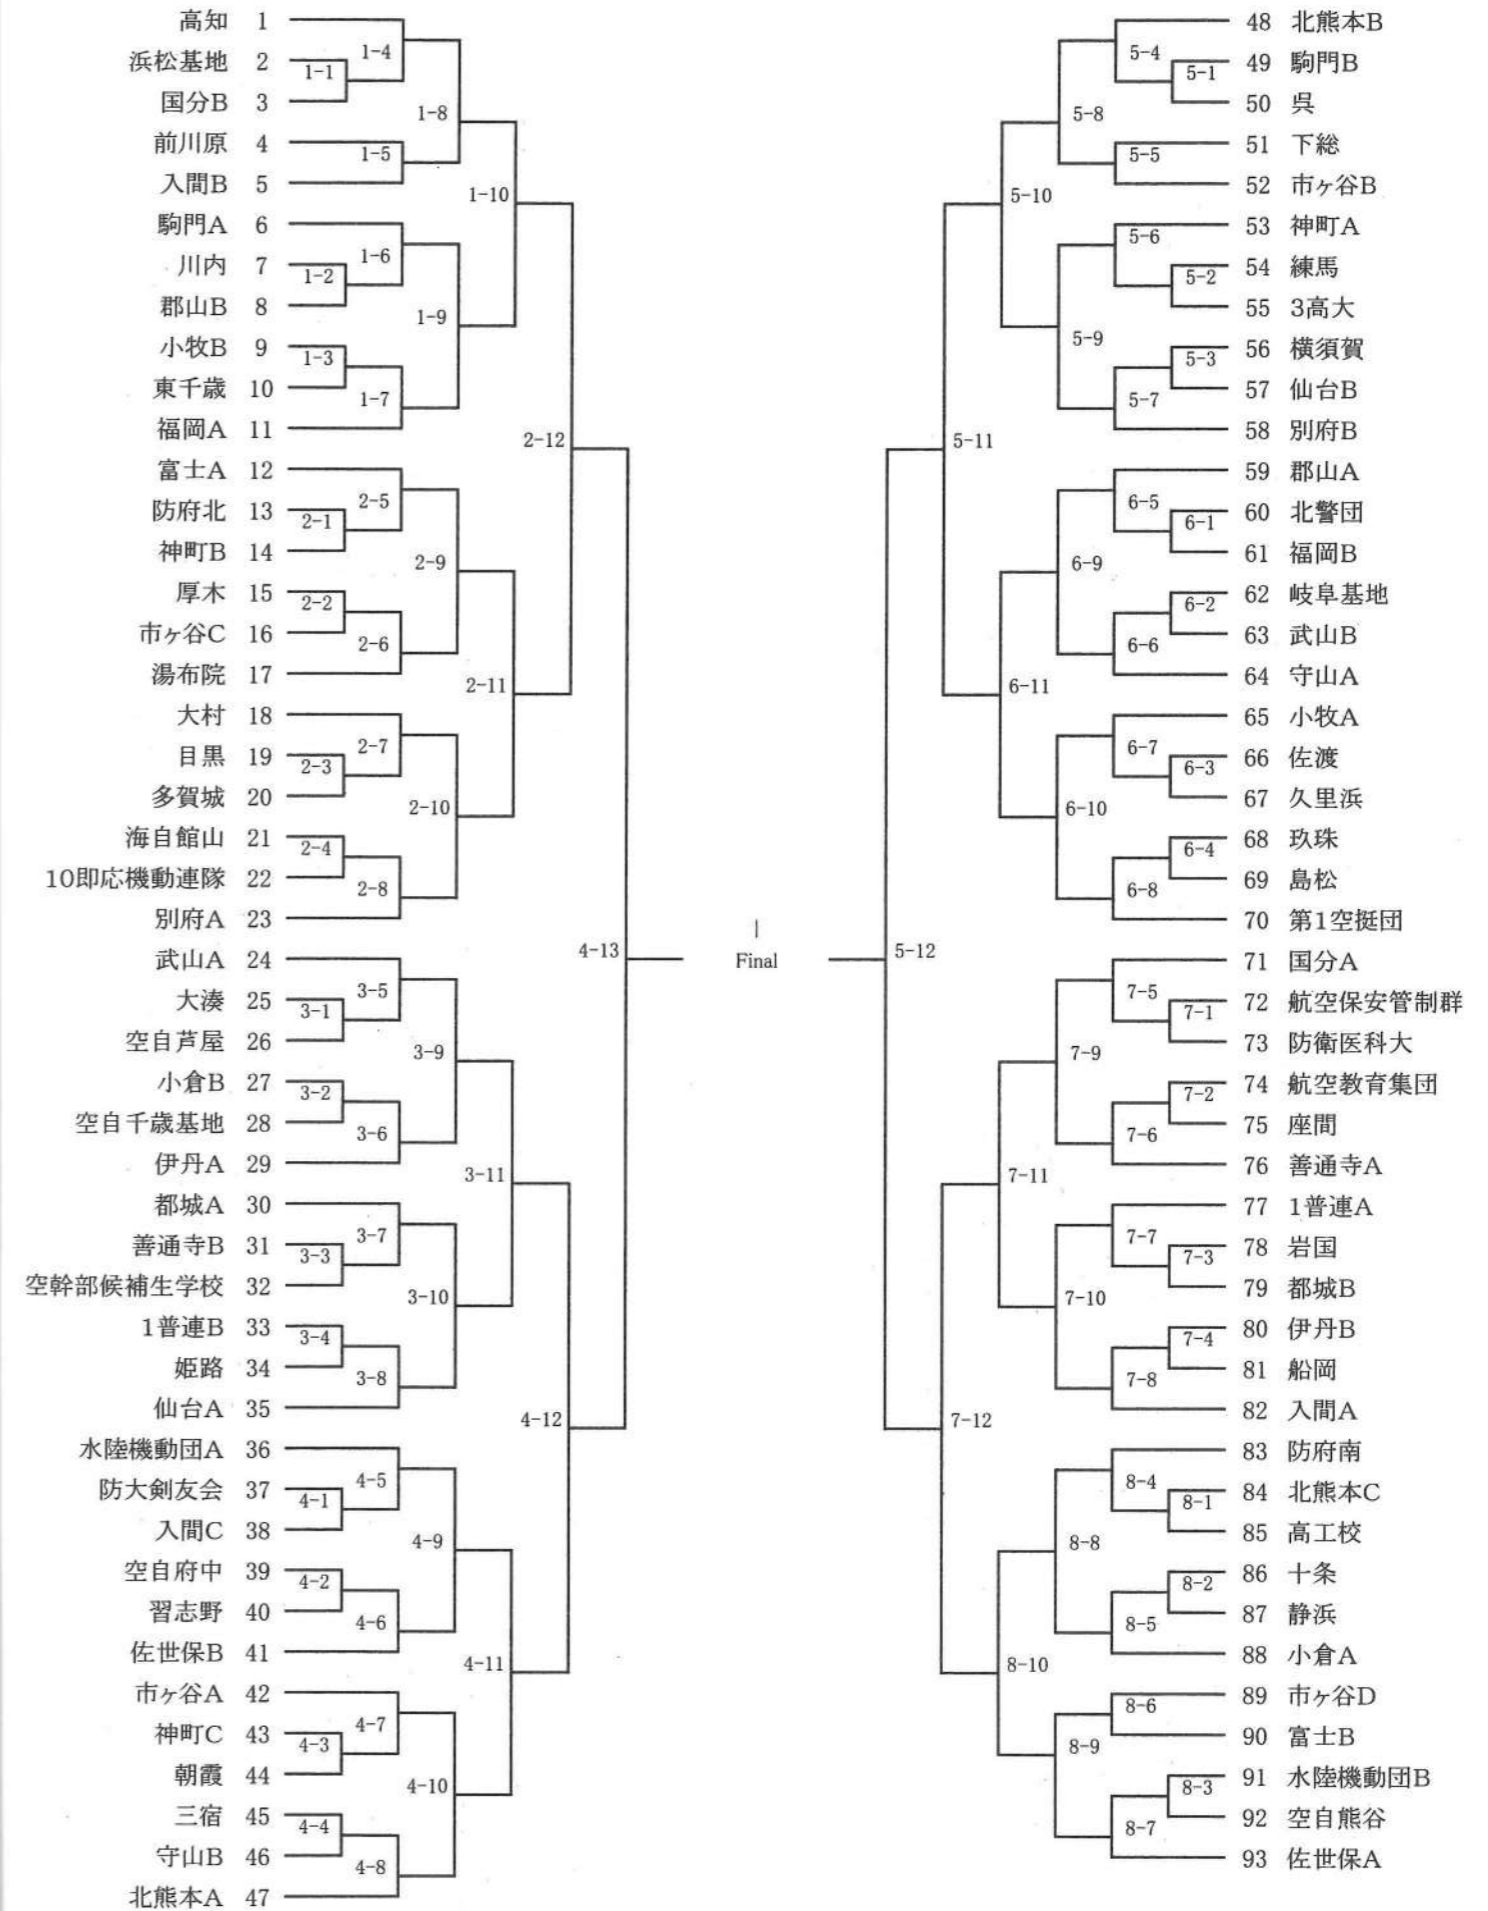 高知 1
浜松基地 2
国分B 3
前川原 4
入間B 5
駒門A 6
川内 7
郡山B 8
小牧B 9
東千歳 10
福岡A 11
富士A 12
防府北 13
神町B 14
厚木 15
市ヶ谷C 16
湯布院 17
大村 18
目黒 19
多賀城 20
海自館山 21
10即応機動連隊 22
別府A 23
武山A 24
大湊 25
空自芦屋 26
小倉B 27
空自千歳基地 28
伊丹A 29
都城A 30
善通寺B 31
空幹部候補生学校 32
1普連B 33
姫路 34
仙台A 35
水陸機動団A 36
防大剣友会 37
入間C 38
空自府中 39
習志野 40
佐世保B 41
市ヶ谷A 42
神町C 43
朝霞 44
三宿 45
守山B 46
北熊本A 47
1-1
1-2
1-3
2-1
2-2
2-3
2-4
3-1
3-2
3-3
3-4
4-1
4-2
4-3
4-4
1-4
1-5
1-6
1-7
2-5
2-6
2-7
2-8
3-5
3-6
3-7
3-8
4-5
4-6
4-7
4-8
1-8
1-9
2-9
2-10
3-9
3-10
4-9
4-10
1-10
2-11
3-11
4-11
2-12
4-12
4-13
Final
5-12
5-11
7-12
5-10
6-11
7-11
8-10
5-8
5-9
6-9
6-10
7-9
7-10
8-8
8-9
5-4
5-5
5-6
5-7
6-5
6-6
6-7
6-8
7-5
7-6
7-7
7-8
8-4
8-5
8-6
8-7
5-1
5-2
5-3
6-1
6-2
6-3
6-4
7-1
7-2
7-3
7-4
8-1
8-2
8-3
48 北熊本B
49 駒門B
50 呉
51 下総
52 市ヶ谷B
53 神町A
54 練馬
55 3高大
56 横須賀
57 仙台B
58 別府B
59 郡山A
60 北警団
61 福岡B
62 岐阜基地
63 武山B
64 守山A
65 小牧A
66 佐渡
67 久里浜
68 玖珠
69 島松
70 第1空挺団
71 国分A
72 航空保安管制群
73 防衛医科大
74 航空教育集団
75 座間
76 善通寺A
77 1普連A
78 岩国
79 都城B
80 伊丹B
81 船岡
82 入間A
83 防府南
84 北熊本C
85 高工校
86 十条
87 静浜
88 小倉A
89 市ヶ谷D
90 富士B
91 水陸機動団B
92 空自熊谷
93 佐世保A